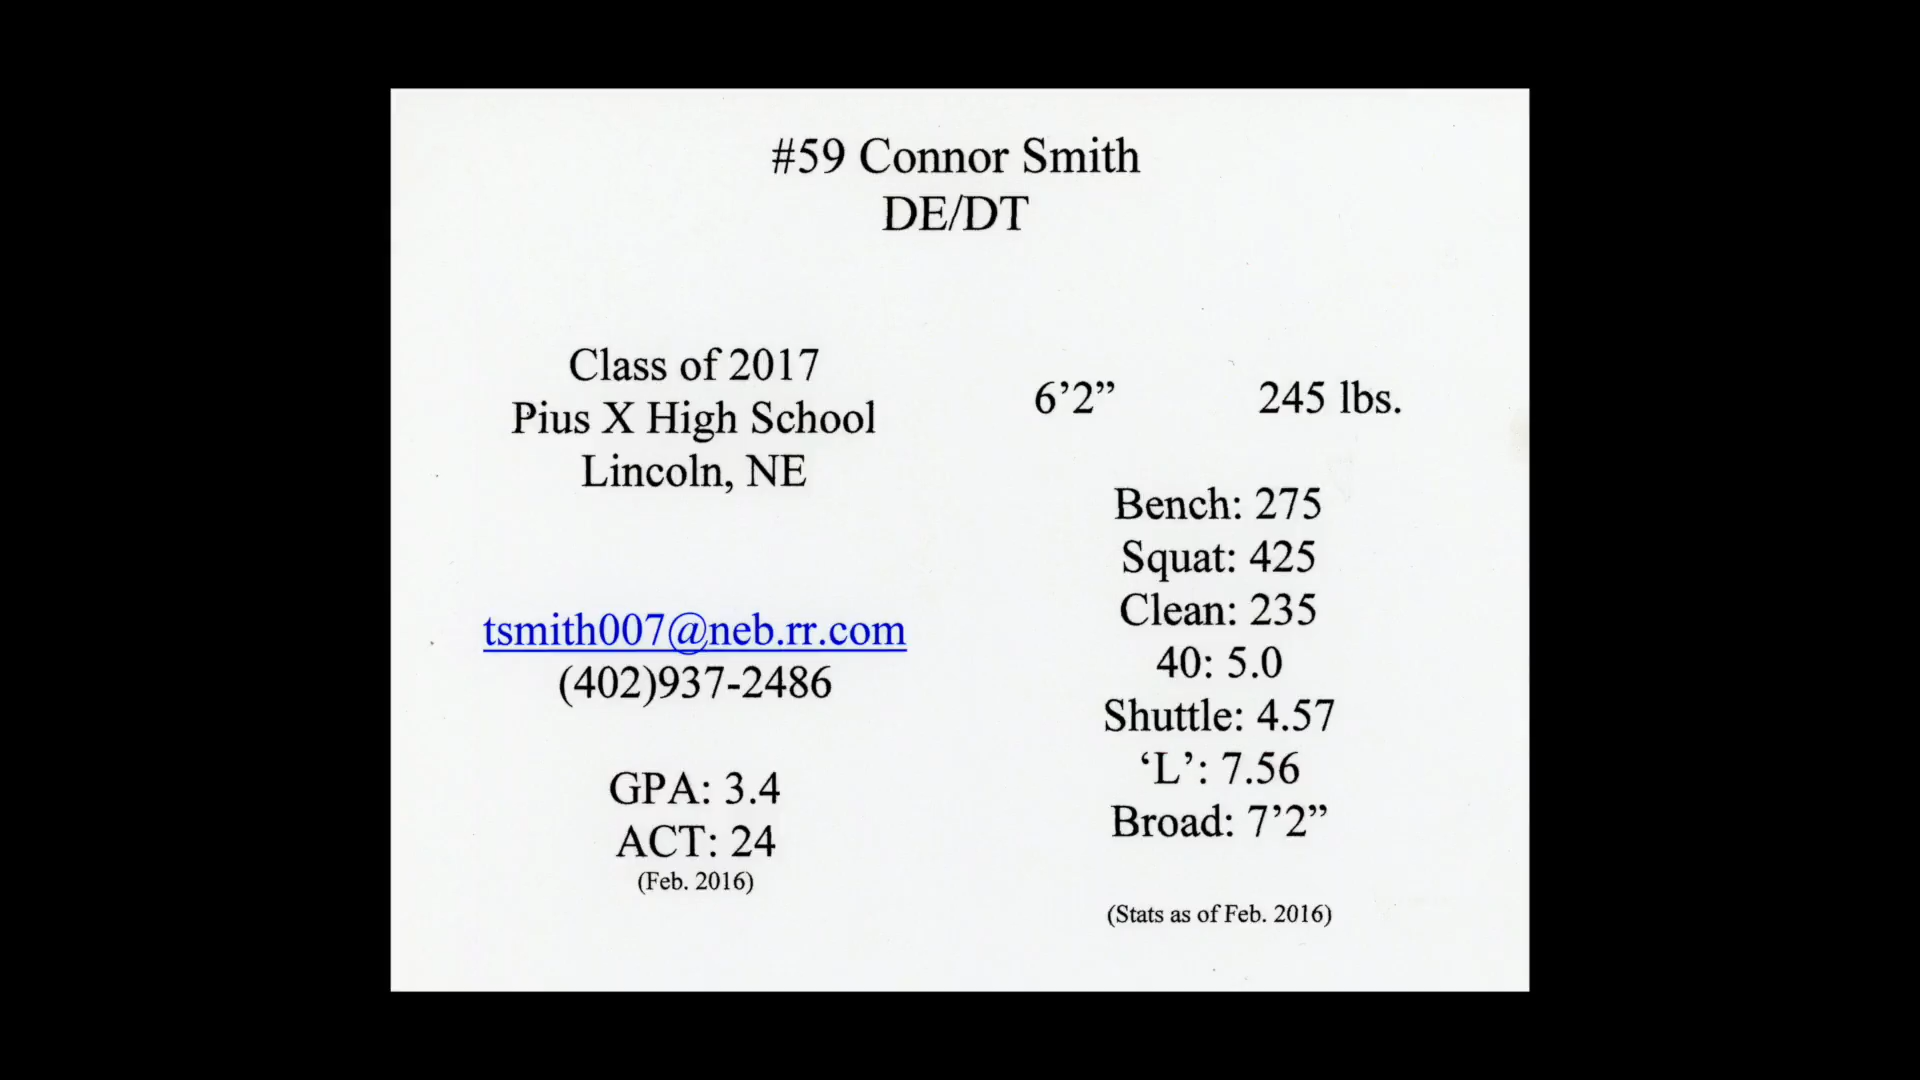 #59 Connor Smith
DE/DT
Class of 2017
Pius X High School
Lincoln, NE
tsmith007@neb.rr.com
(402)937-2486
GPA: 3.4
ACT: 24
(Feb. 2016)
6’2” 245 lbs.
Bench: 275
Squat: 425
Clean: 235
40: 5.0
Shuttle: 4.57
‘L’: 7.56
Broad: 7’2”
(Stats as of Feb. 2016)